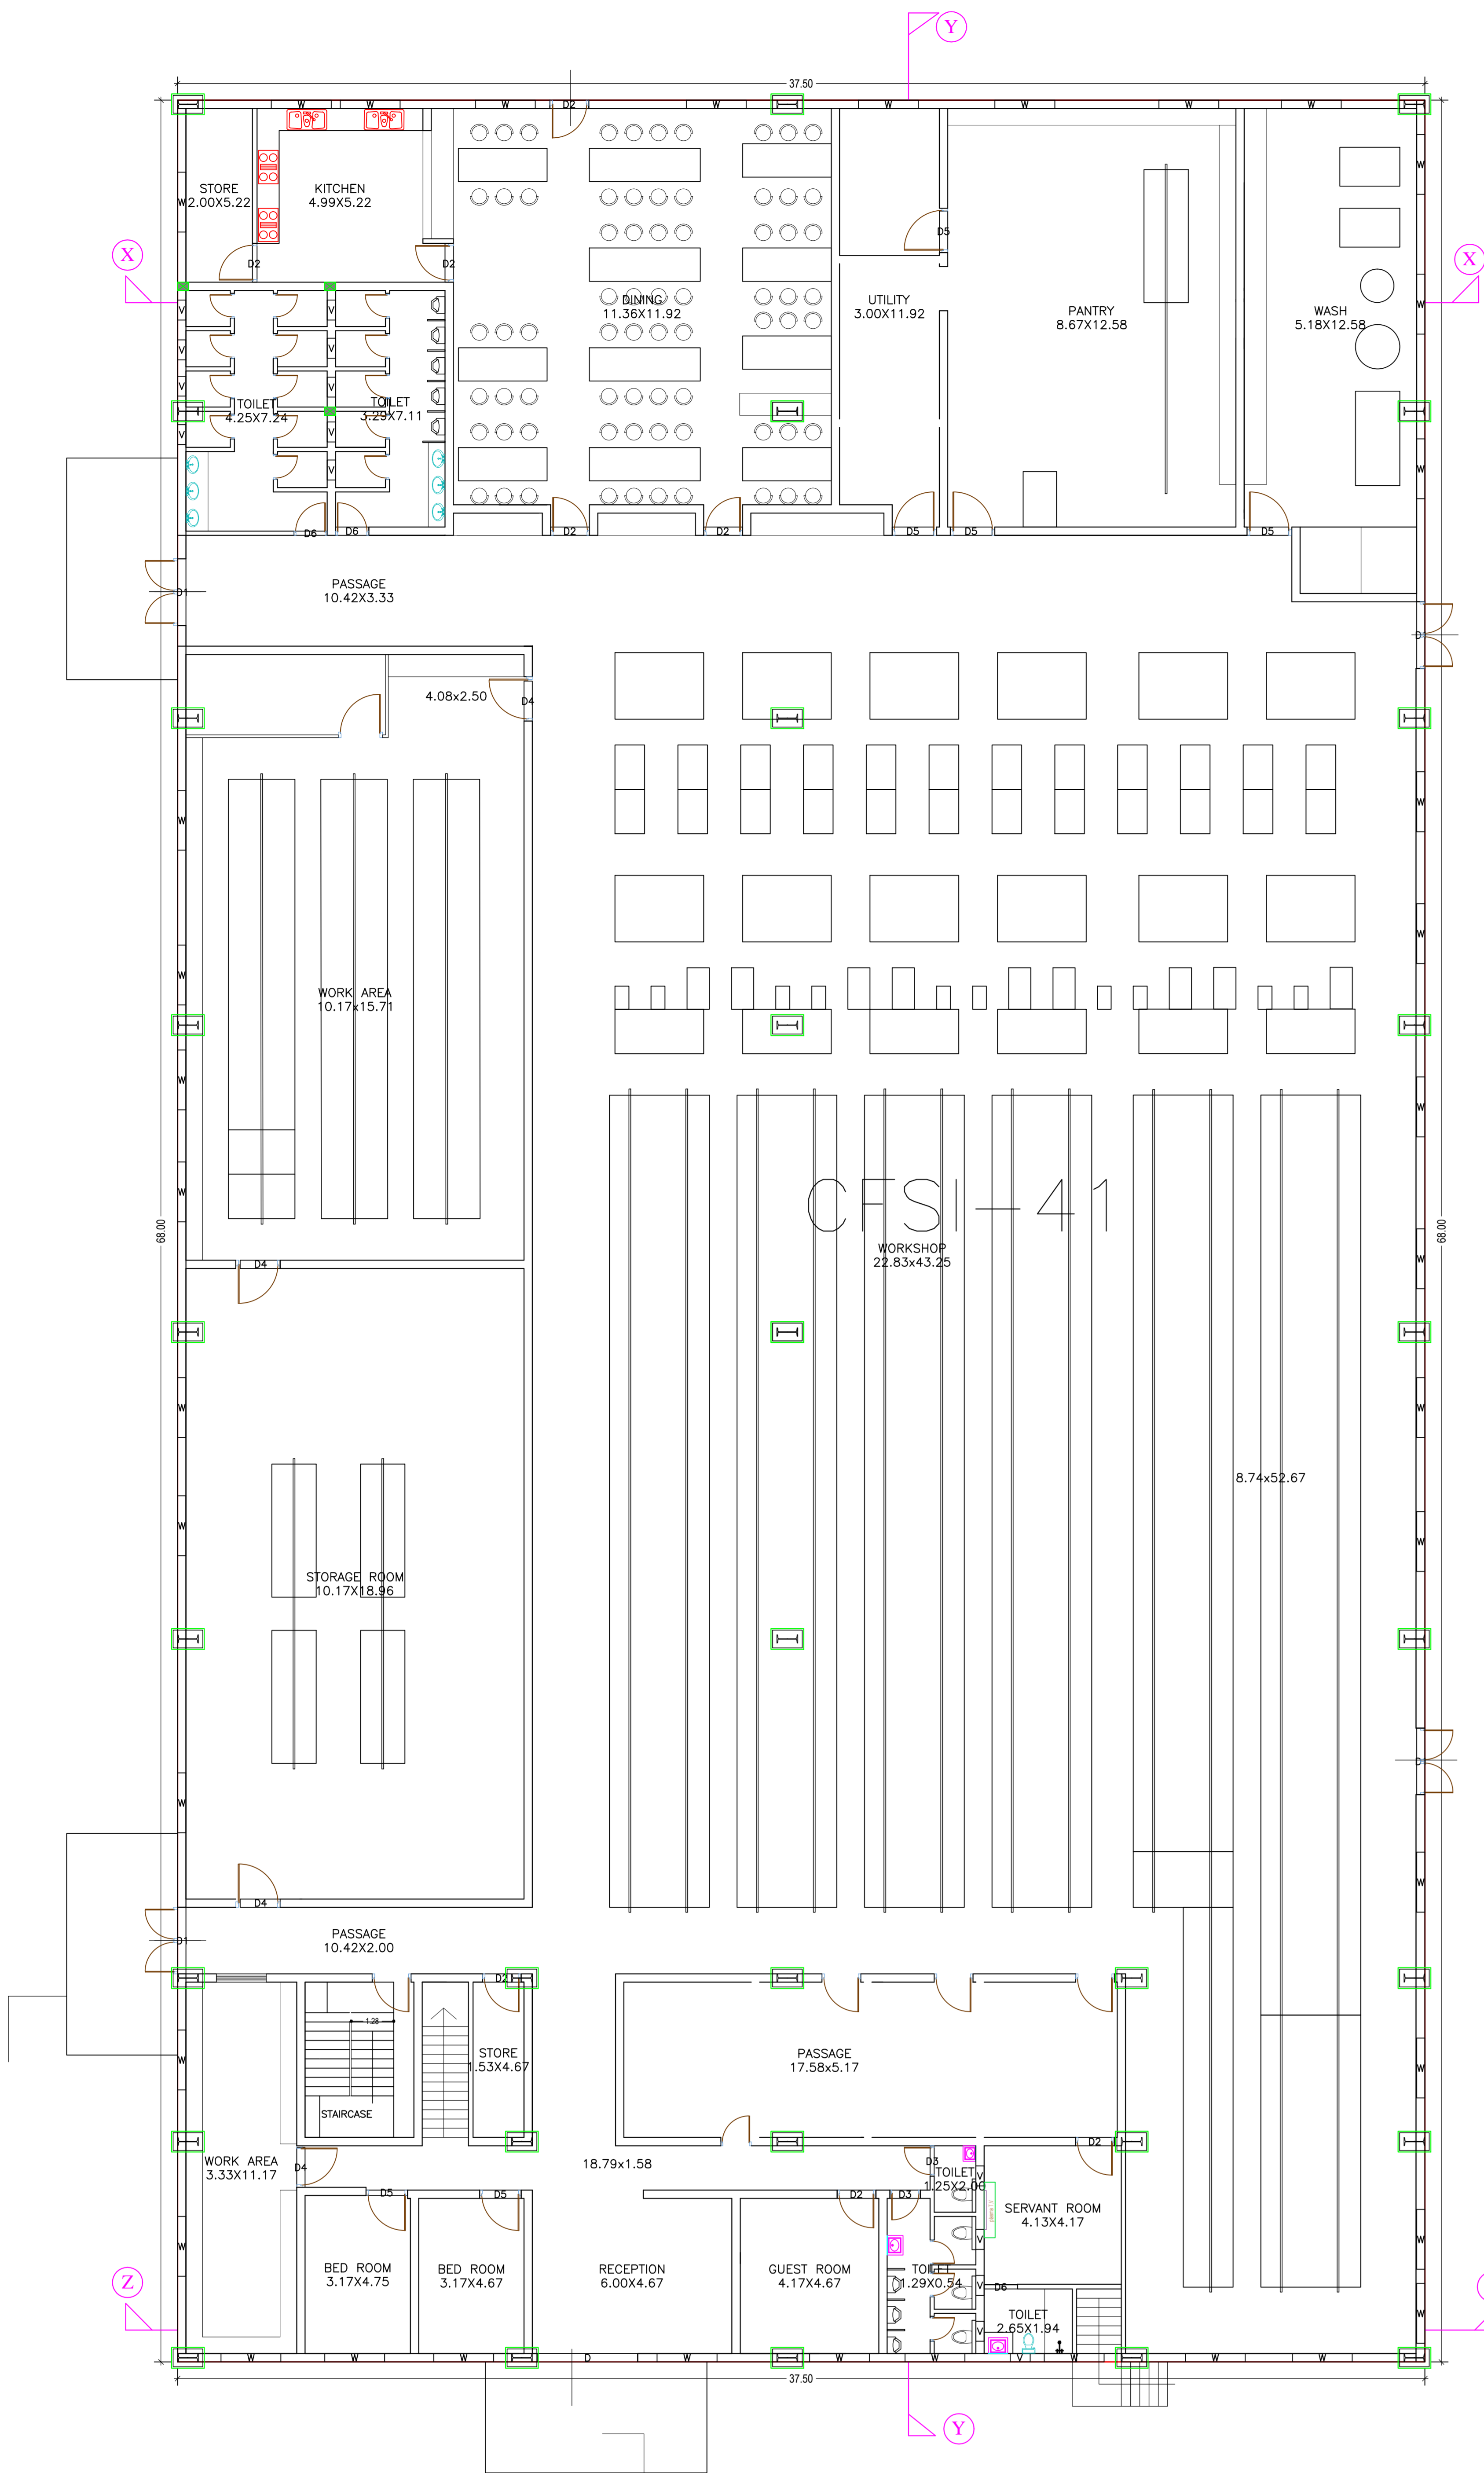 Y
37.50
W W W D2 W W W W W
STORE
2.00X5.22
KITCHEN
4.99X5.22
W
D5
X
X
D2
D2
DINING
11.36X11.92
UTILITY
3.00X11.92
PANTRY
8.67X12.58
WASH
5.18X12.58
W
W
V
V
V
V
V
V
V
V
TOILET
4.25X7.24
TOILET
3.29X7.11
W
D6
D6
D2
D2
D5
D5
D5
PASSAGE
10.42X3.33
D1
D
4.08x2.50
D4
W
W
W
W
WORK AREA
10.17x15.71
W
W
W
W
CFSI-41
68.00
68.00
WORKSHOP
22.83x43.25
W
D4
W
W
8.74x52.67
W
W
STORAGE ROOM
10.17X18.96
D
W
W
D4
PASSAGE
10.42X2.00
D1
D2
1.28
STORE
1.53X4.67
PASSAGE
17.58x5.17
W
W
STAIRCASE
D2
WORK AREA
3.33X11.17
D4
18.79x1.58
D3
TOILET
1.25X2.00
V
D5
D5
D2
D3
SERVANT ROOM
4.13X4.17
W
W
V
BED ROOM
3.17X4.75
BED ROOM
3.17X4.67
RECEPTION
6.00X4.67
GUEST ROOM
4.17X4.67
TOILET
1.29X0.54
Z
V
D6
W
TOILET
2.65X1.94
V
W W W D W W W V W W W
37.50
Y